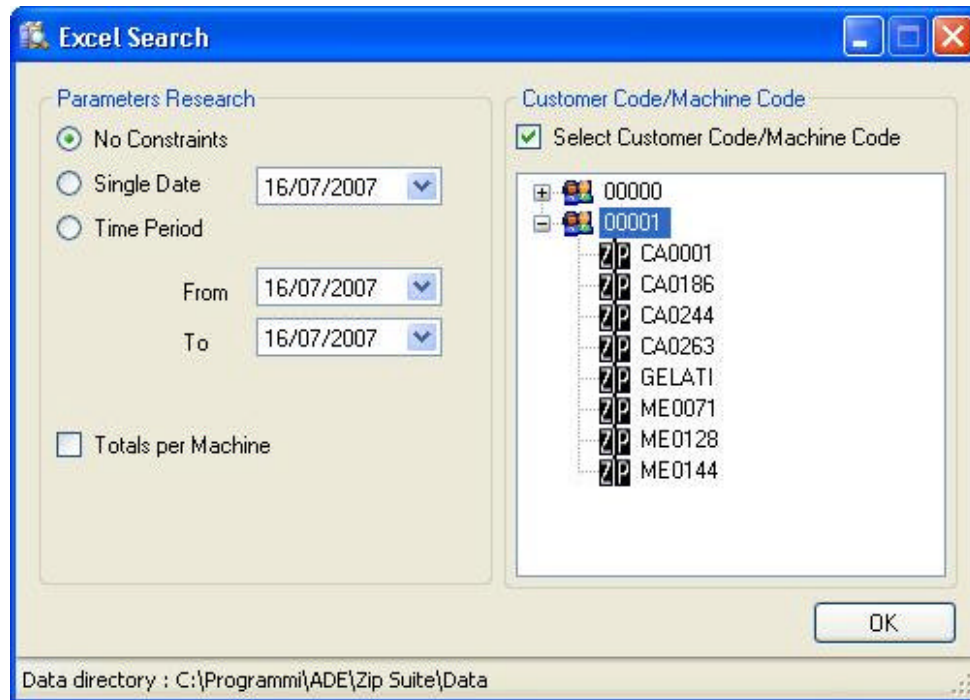 Excel Search
Parameters Research
No Constraints
Single Date
16/07/2007
Time Period
From
16/07/2007
To
16/07/2007
Totals per Machine
Customer Code/Machine Code
Select Customer Code/Machine Code
00000
00001
ZP CA0001
ZP CA0186
ZP CA0244
ZP CA0263
ZP GELATI
ZP ME0071
ZP ME0128
ZP ME0144
OK
Data directory : C:\Programmi\ADE\Zip Suite\Data